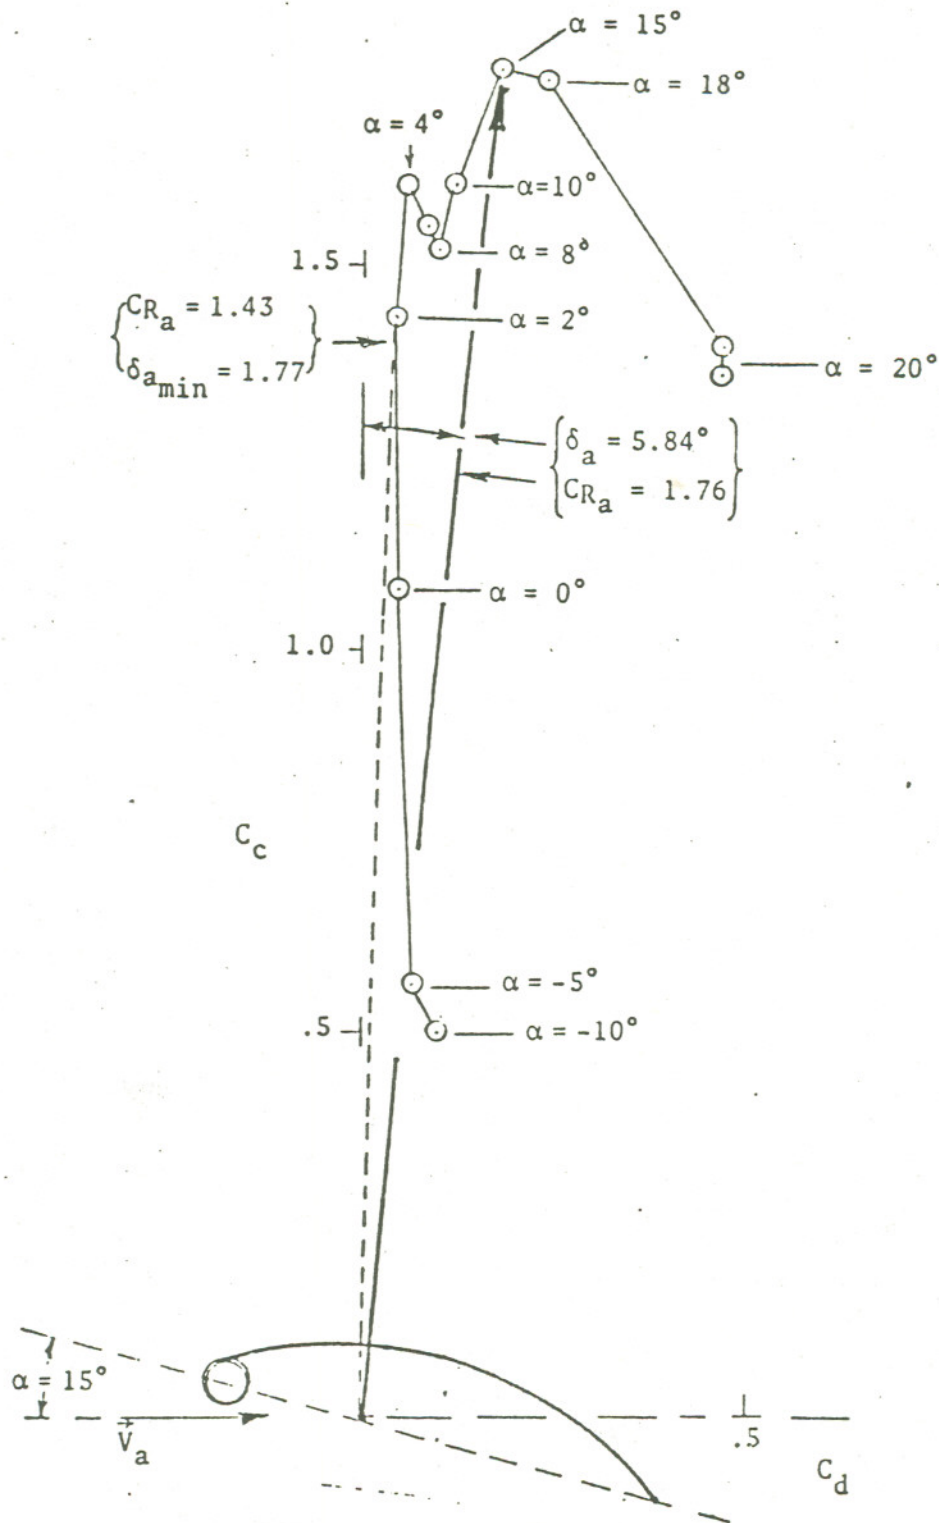 α = 15°
α = 18°
α = 4°
α=10°
α = 8°
1.5
CRa = 1.43
δamin = 1.77
α = 2°
α = 20°
δa = 5.84°
CRa = 1.76
α = 0°
1.0
Cc
α = -5°
.5
α = -10°
α = 15°
Va
.5
Cd